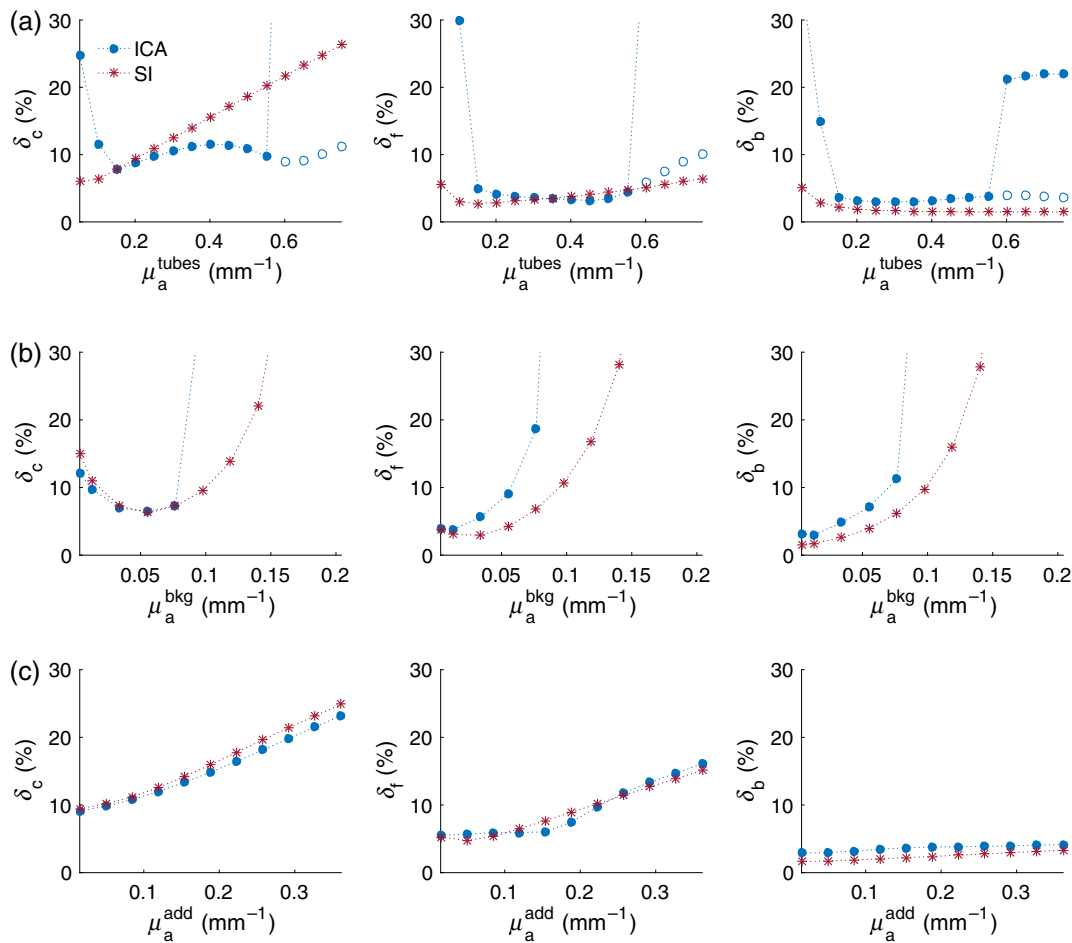 (a)
30
20
10
0
δc (%)
ICA
SI
0.2 0.4 0.6
μa^tubes (mm−1)
30
20
10
0
δf (%)
0.2 0.4 0.6
μa^tubes (mm−1)
30
20
10
0
δb (%)
0.2 0.4 0.6
μa^tubes (mm−1)
(b)
30
20
10
0
δc (%)
0.05 0.1 0.15 0.2
μa^bkg (mm−1)
30
20
10
0
δf (%)
0.05 0.1 0.15 0.2
μa^bkg (mm−1)
30
20
10
0
δb (%)
0.05 0.1 0.15 0.2
μa^bkg (mm−1)
(c)
30
20
10
0
δc (%)
0.1 0.2 0.3
μa^add (mm−1)
30
20
10
0
δf (%)
0.1 0.2 0.3
μa^add (mm−1)
30
20
10
0
δb (%)
0.1 0.2 0.3
μa^add (mm−1)